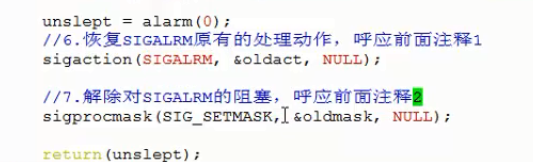 unslept = alarm(0);
//6.恢复SIGALRM原有的处理动作，呼应前面注释1
sigaction(SIGALRM, &oldact, NULL);
//7.解除对SIGALRM的阻塞，呼应前面注释2
sigprocmask(SIG_SETMASK, &oldmask, NULL);
return(unslept);